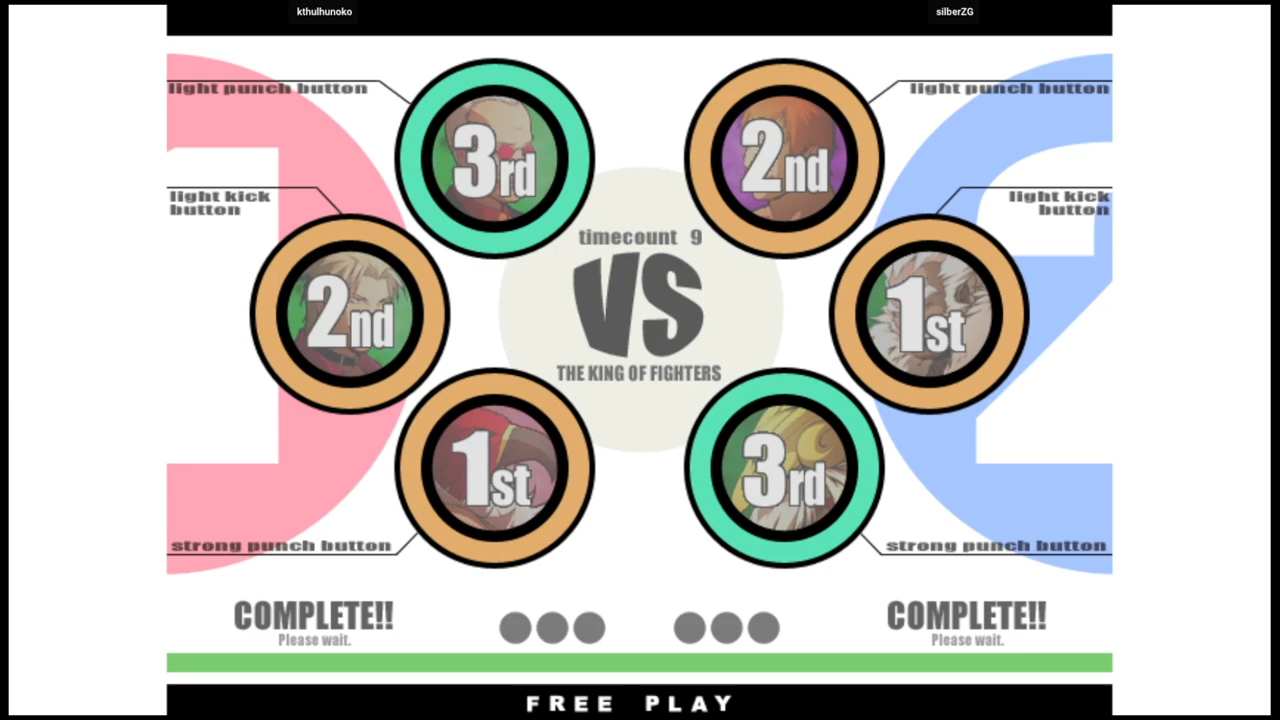 kthulhunoko
silberZG
light punch button
3rd
2nd
light punch button
light kick
button
light kick
button
timecount 9
2nd
VS
1st
THE KING OF FIGHTERS
1st
3rd
strong punch button
strong punch button
COMPLETE!!
Please wait.
COMPLETE!!
Please wait.
FREE PLAY
1
2